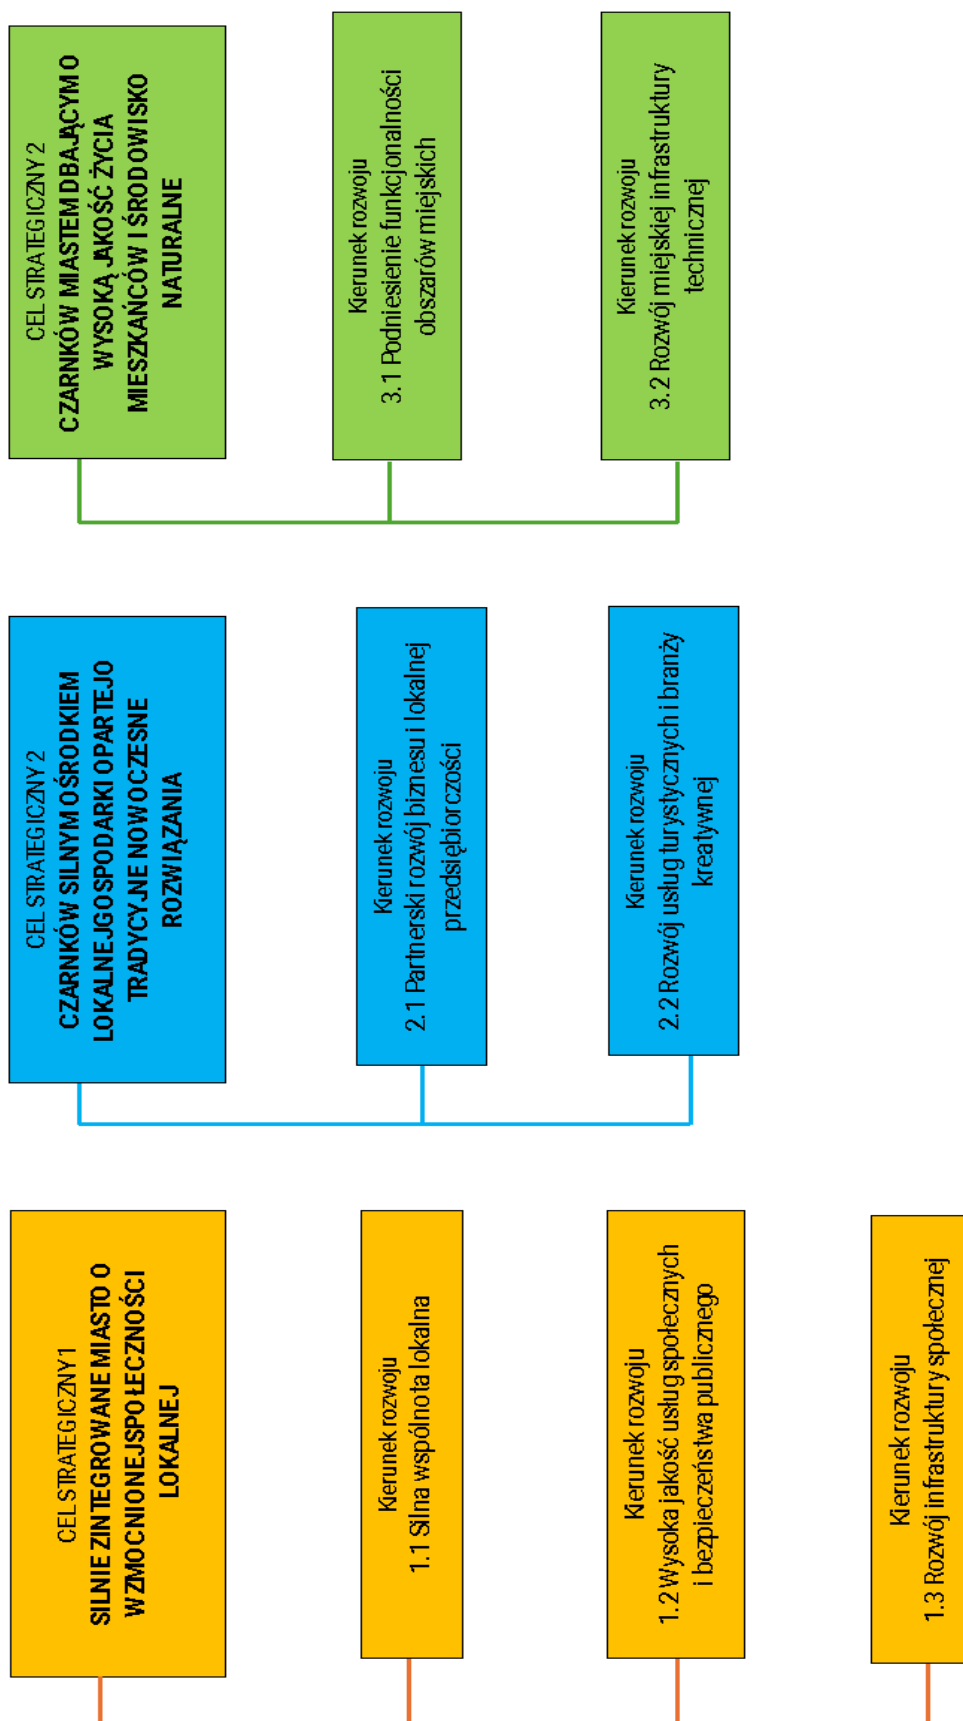 CEL STRATEGICZNY 1
SILNIE ZINTEGROWANE MIASTO O
WZMOCNIONEJ SPOŁECZNOŚCI
LOKALNEJ
Kierunek rozwoju
1.1 Silna wspólnota lokalna
Kierunek rozwoju
1.2 Wysoka jakość usług społecznych
i bezpieczeństwa publicznego
Kierunek rozwoju
1.3 Rozwój infrastruktury społecznej
CEL STRATEGICZNY 2
CZARNKÓW SILNYM OŚRODKIEM
LOKALNEJ GOSPODARKI OPARTEJ O
TRADYCYJNE NOWOCZESNE
ROZWIĄZANIA
Kierunek rozwoju
2.1 Partnerski rozwój biznesu i lokalnej
przedsiębiorczości
Kierunek rozwoju
2.2 Rozwój usług turystycznych i branży
kreatywnej
CEL STRATEGICZNY 2
CZARNKÓW MIASTEM DBAJĄCYM O
WYSOKĄ JAKOŚĆ ŻYCIA
MIESZKAŃCÓW I ŚRODOWISKO
NATURALNE
Kierunek rozwoju
3.1 Podniesienie funkcjonalności
obszarów miejskich
Kierunek rozwoju
3.2 Rozwój miejskiej infrastruktury
technicznej